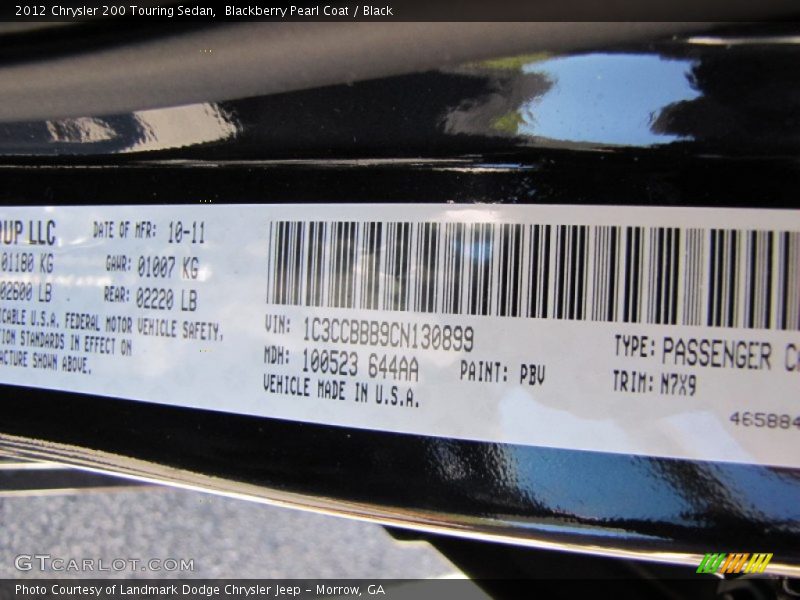 2012 Chrysler 200 Touring Sedan, Blackberry Pearl Coat / Black
UP LLC
DATE OF MFR: 10-11
01180 KG
GAWR: 01007 KG
02600 LB
REAR: 02220 LB
CABLE U.S.A. FEDERAL MOTOR VEHICLE SAFETY,
ION STANDARDS IN EFFECT ON
ACTURE SHOWN ABOVE.
VIN: 1C3CCBBB9CN130899
TYPE: PASSENGER C
MDH: 100523 644AA
PAINT: PBV
TRIM: N7X9
VEHICLE MADE IN U.S.A.
465884
GTCARLOT.COM
Photo Courtesy of Landmark Dodge Chrysler Jeep – Morrow, GA